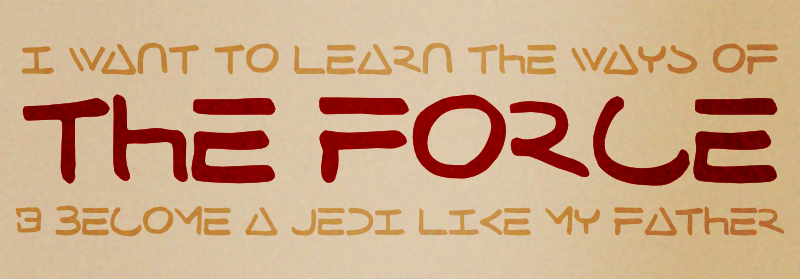 I WANT TO LEARN THE WAYS OF
THE FORCE
& BECOME A JEDI LIKE MY FATHER